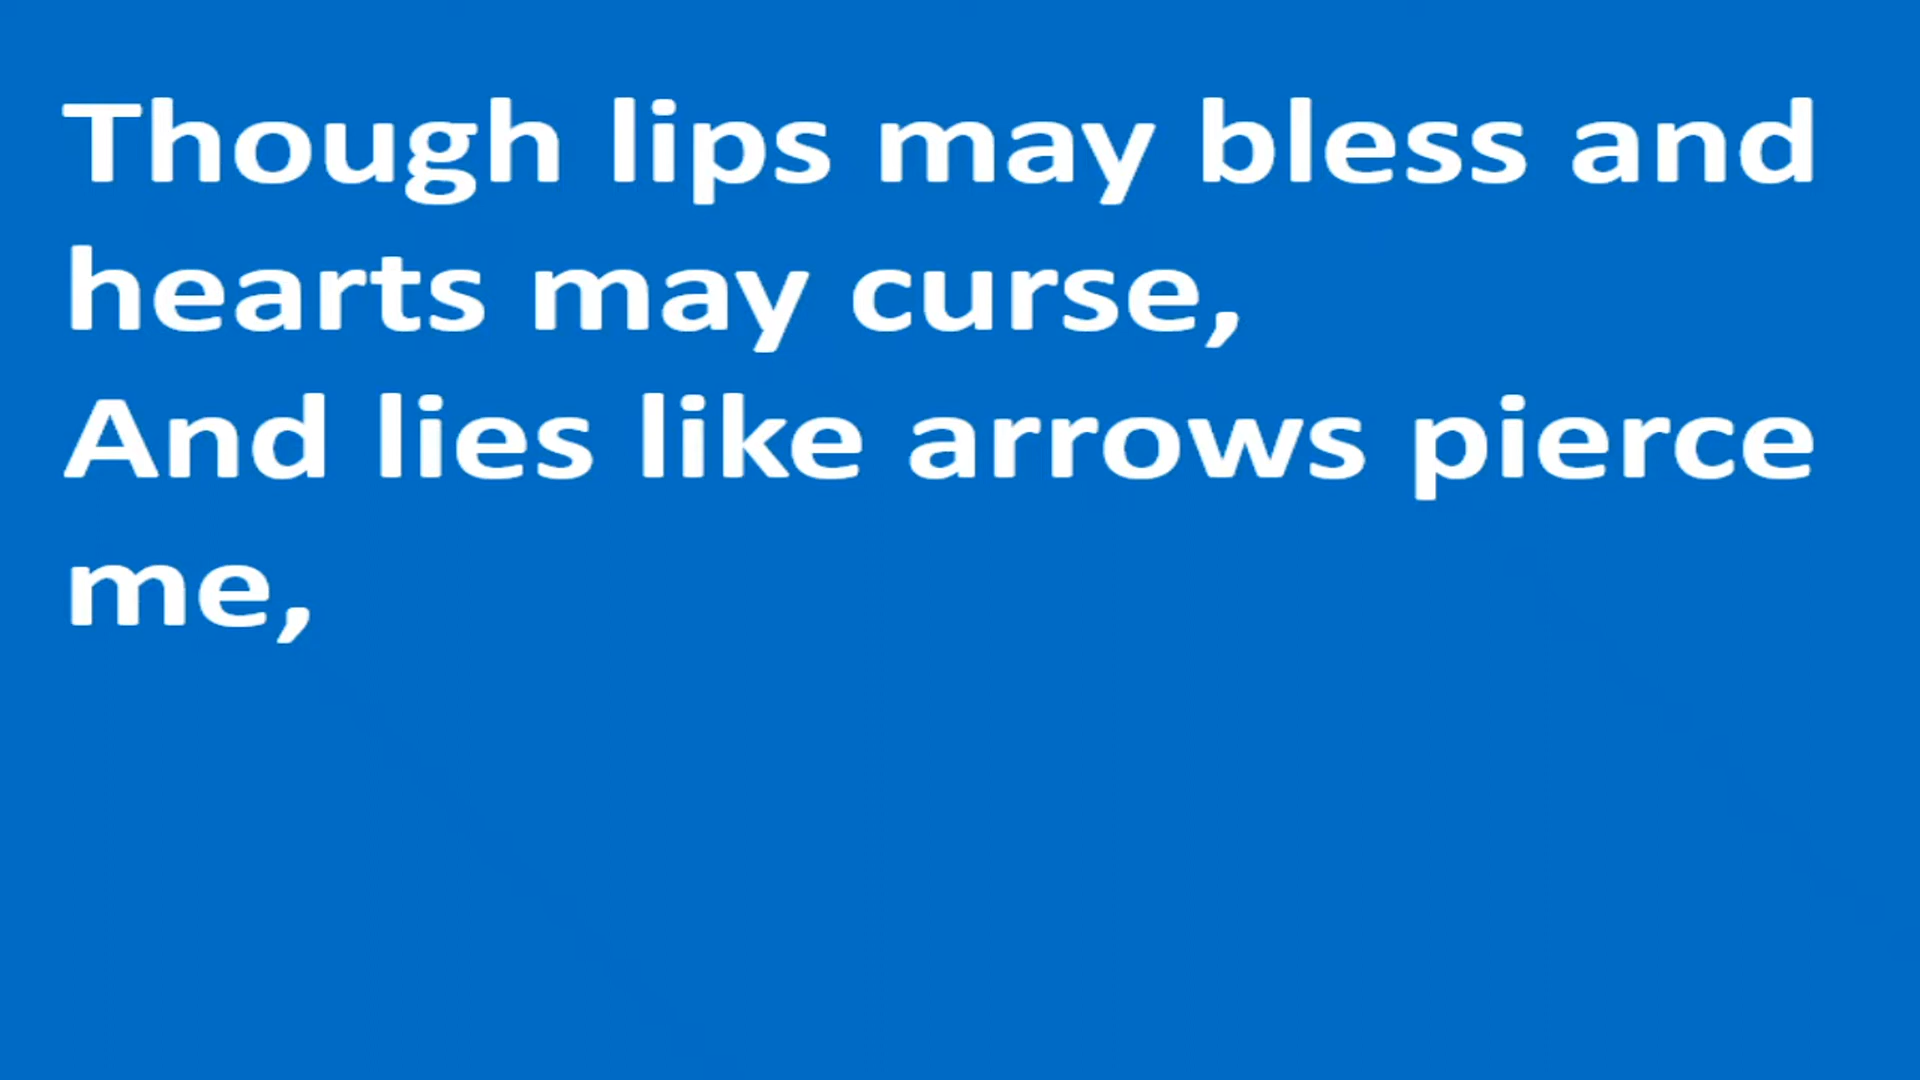 Though lips may bless and
hearts may curse,
And lies like arrows pierce
me,